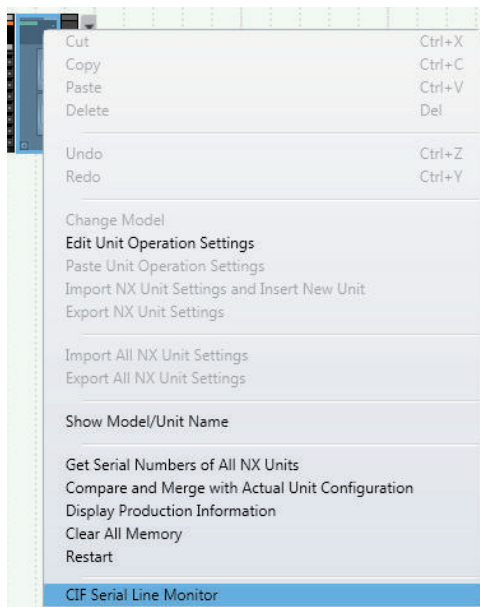 Cut Ctrl+X
Copy Ctrl+C
Paste Ctrl+V
Delete Del
Undo Ctrl+Z
Redo Ctrl+Y
Change Model
Edit Unit Operation Settings
Paste Unit Operation Settings
Import NX Unit Settings and Insert New Unit
Export NX Unit Settings
Import All NX Unit Settings
Export All NX Unit Settings
Show Model/Unit Name
Get Serial Numbers of All NX Units
Compare and Merge with Actual Unit Configuration
Display Production Information
Clear All Memory
Restart
CIF Serial Line Monitor